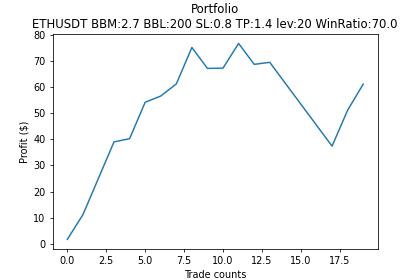 Portfolio
ETHUSDT BBM:2.7 BBL:200 SL:0.8 TP:1.4 lev:20 WinRatio:70.0
80
70
60
50
40
30
20
10
0
Profit ($)
0.0 2.5 5.0 7.5 10.0 12.5 15.0 17.5
Trade counts